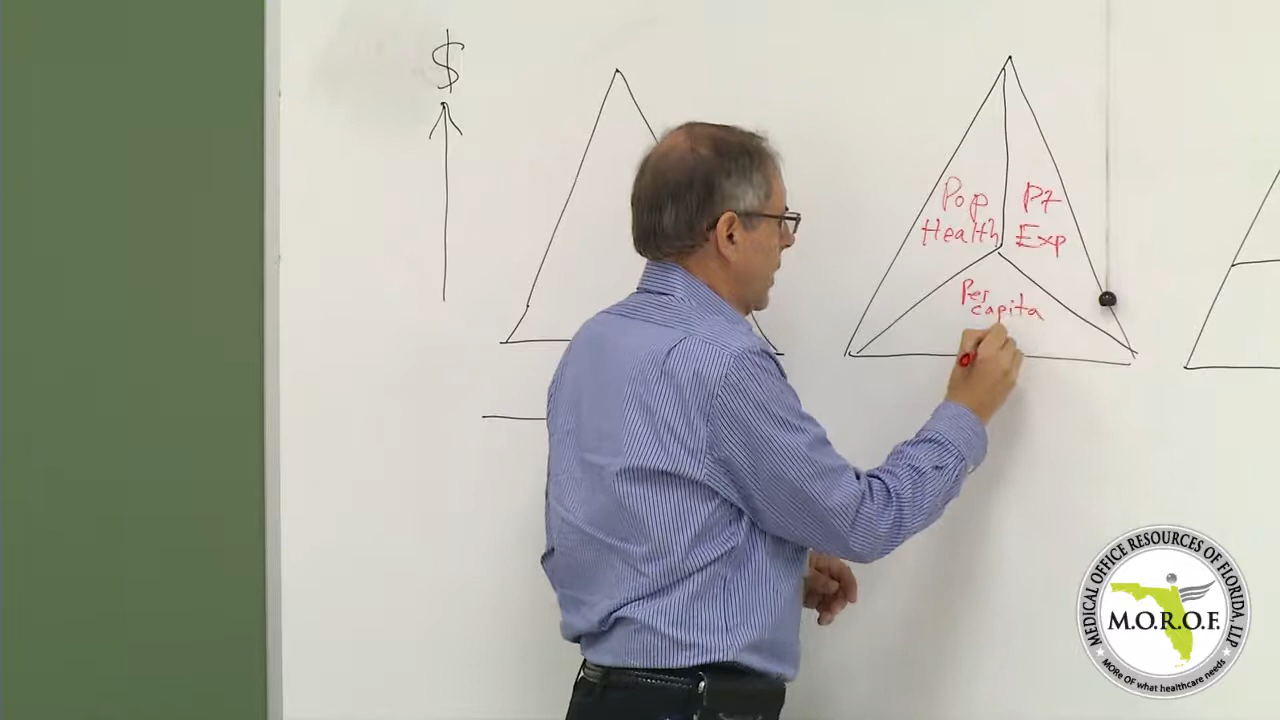 $
Pop
Health
Pt
Exp
Per
capita
MEDICAL OFFICE RESOURCES OF FLORIDA, LLP
M.O.R.O.F.
MORe OF what healthcare needs